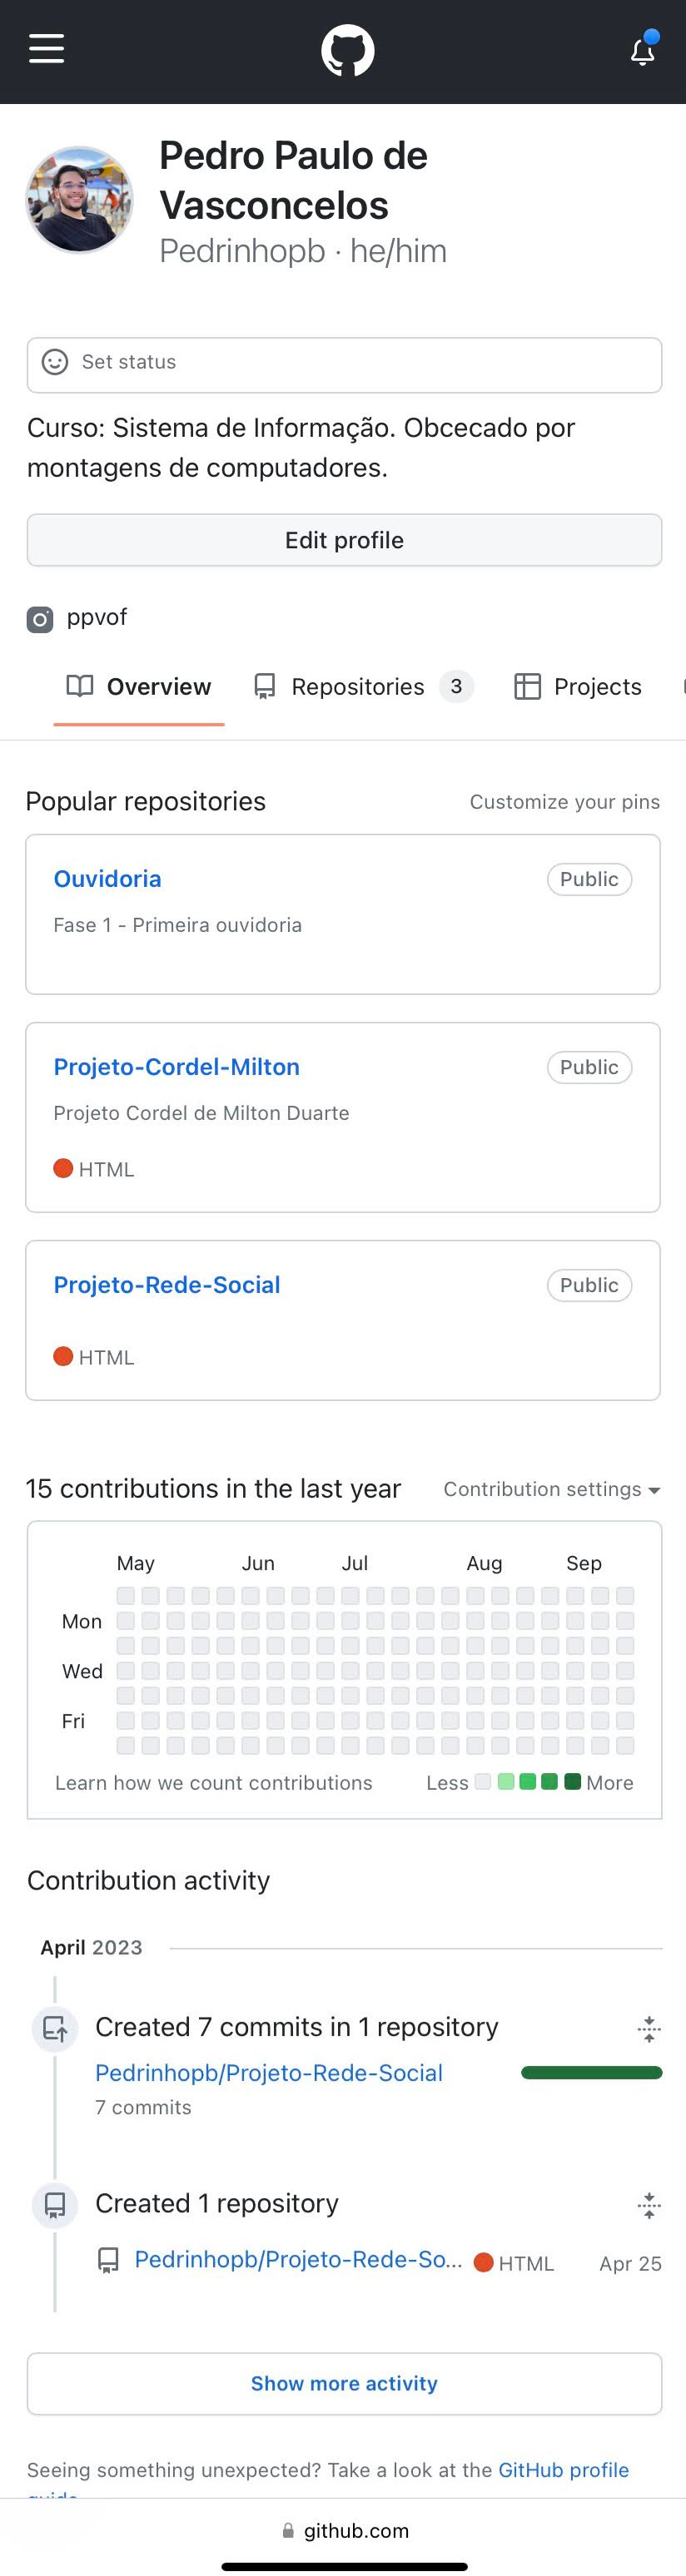 Pedro Paulo de
Vasconcelos
Pedrinhopb · he/him
Set status
Curso: Sistema de Informação. Obcecado por
montagens de computadores.
Edit profile
ppvof
Overview Repositories 3 Projects
Popular repositories Customize your pins
Ouvidoria Public
Fase 1 - Primeira ouvidoria
Projeto-Cordel-Milton Public
Projeto Cordel de Milton Duarte
HTML
Projeto-Rede-Social Public
HTML
15 contributions in the last year Contribution settings
May Jun Jul Aug Sep
Mon
Wed
Fri
Learn how we count contributions Less More
Contribution activity
April 2023
Created 7 commits in 1 repository
Pedrinhopb/Projeto-Rede-Social
7 commits
Created 1 repository
Pedrinhopb/Projeto-Rede-So... HTML Apr 25
Show more activity
Seeing something unexpected? Take a look at the GitHub profile
github.com